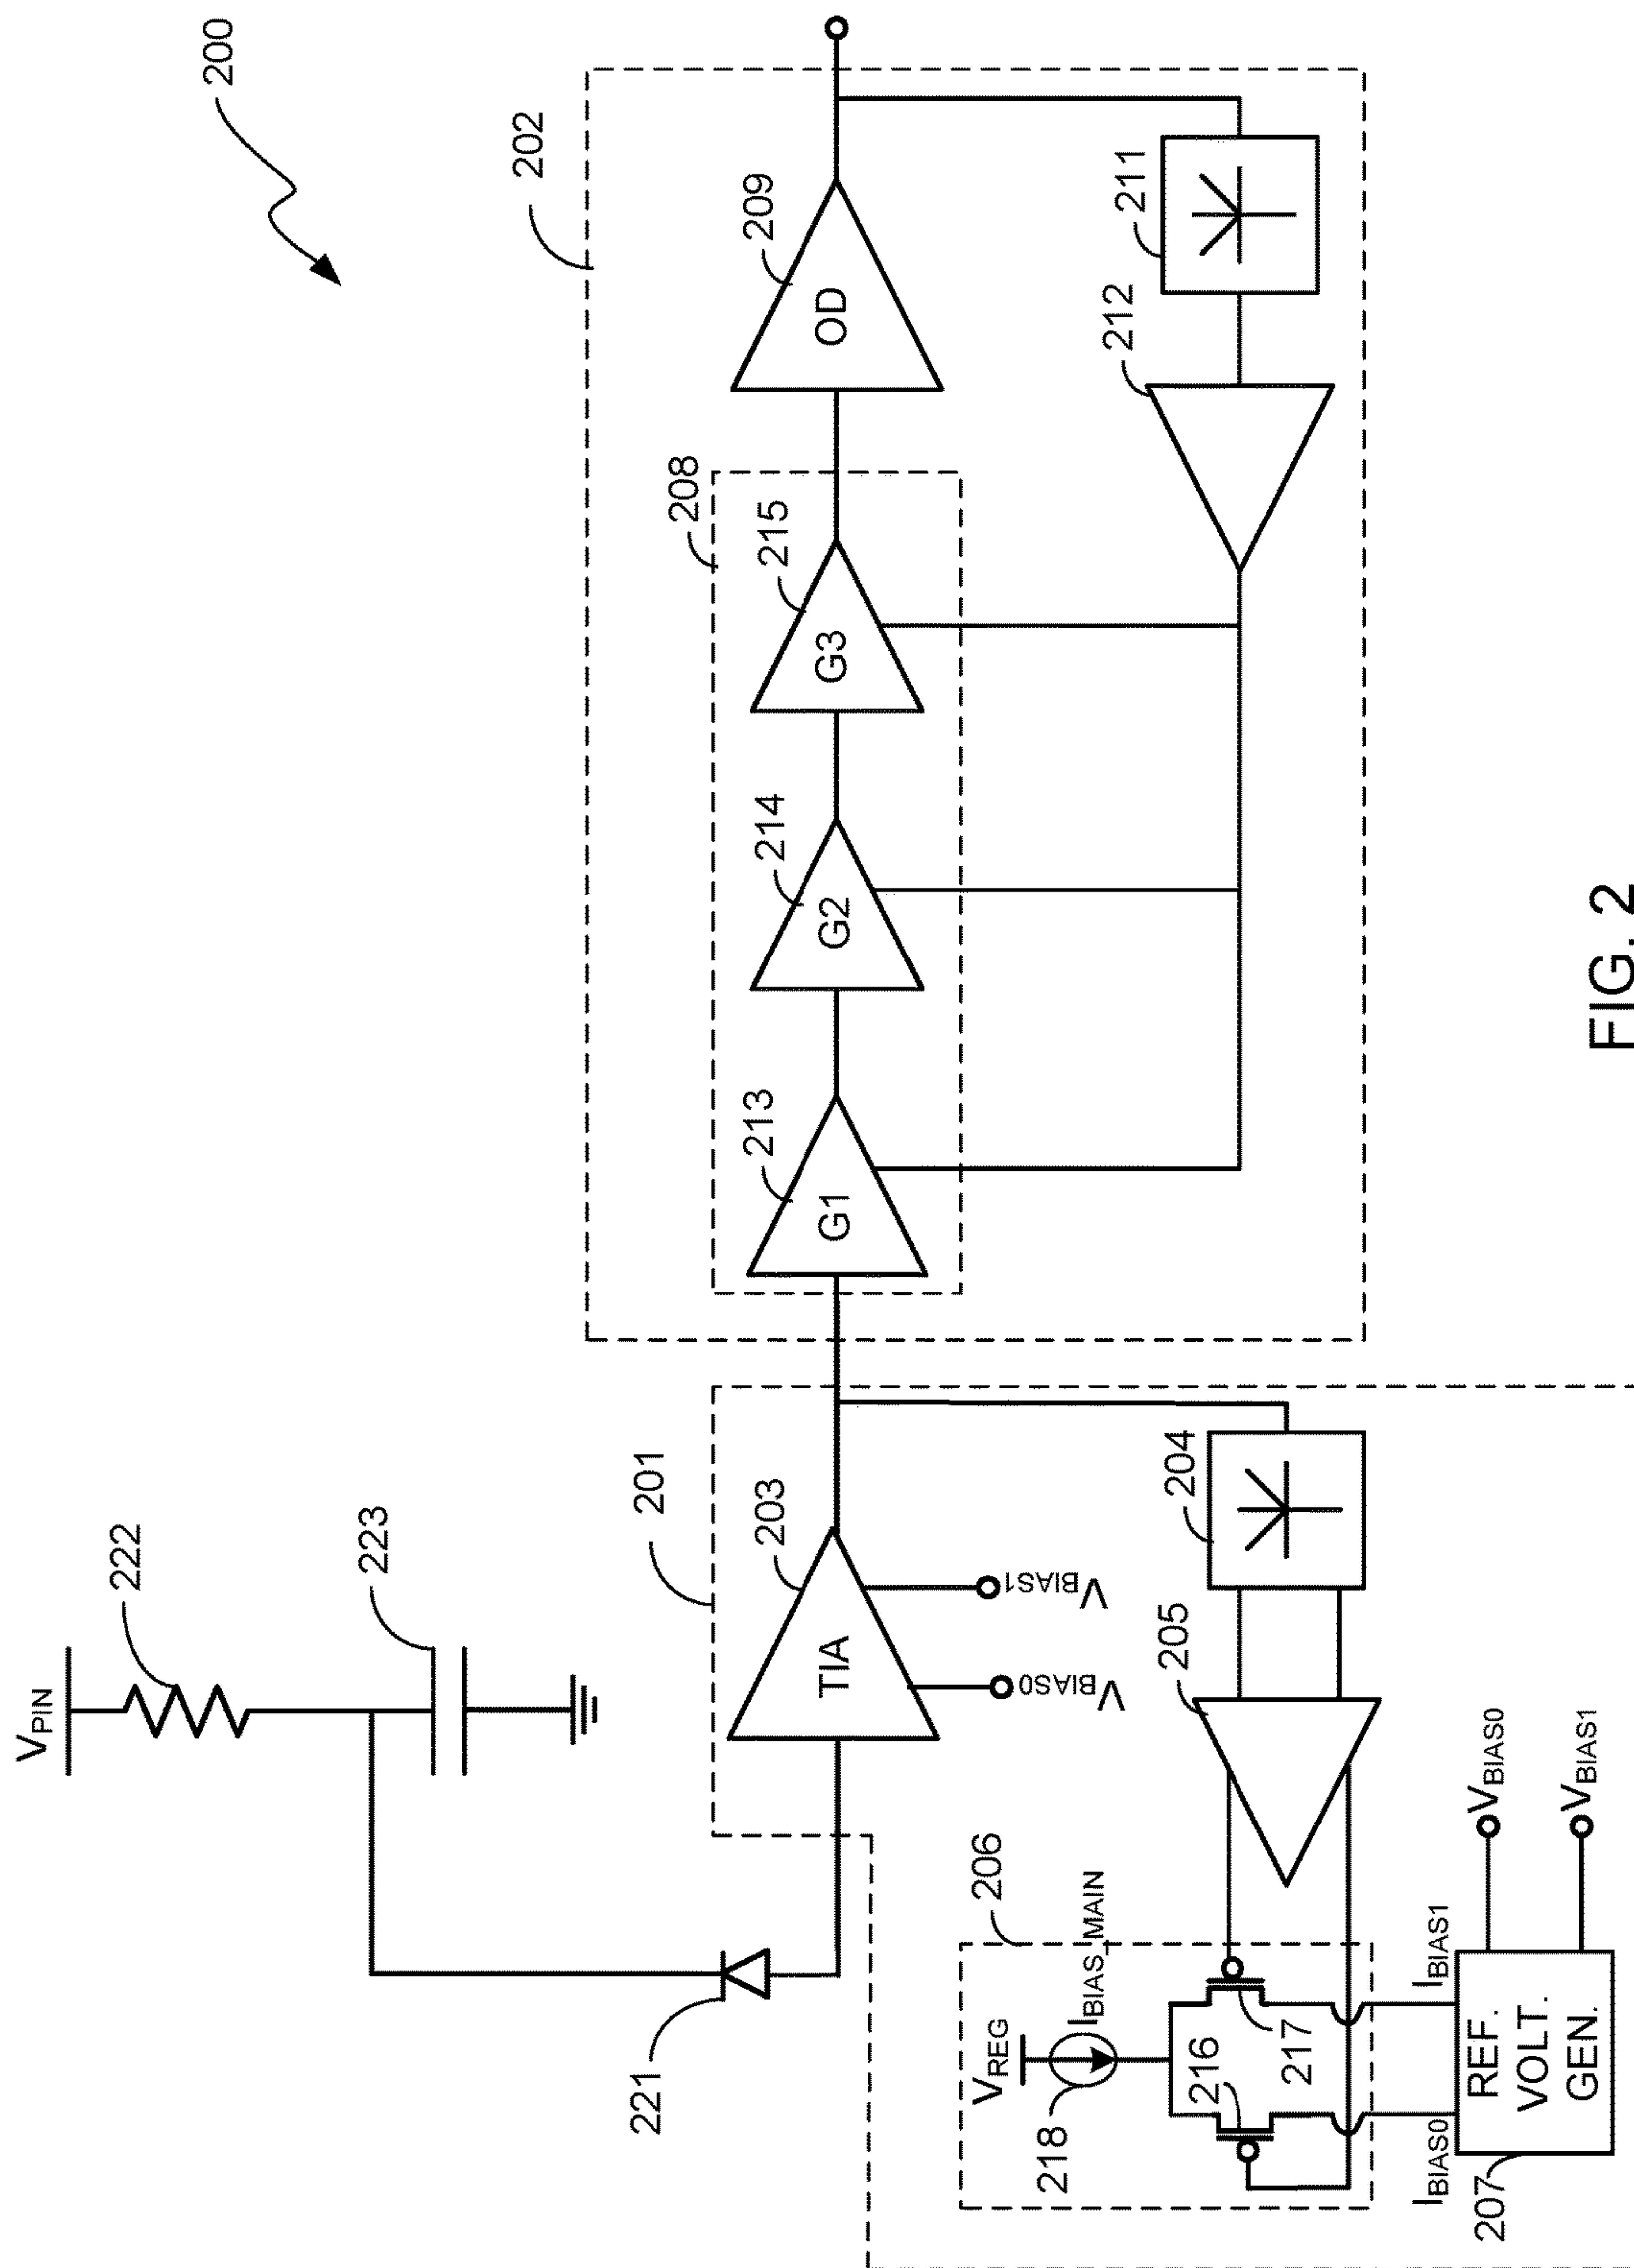 200
202
209
OD
211
212
208
215
G3
214
G2
213
G1
V_PIN
222
223
221
201
203
TIA
V_BIAS0
V_BIAS1
204
205
206
V_REG
I_BIAS_MAIN
218
216
217
I_BIAS0
I_BIAS1
REF.
VOLT.
GEN.
207
V_BIAS0
V_BIAS1
FIG. 2